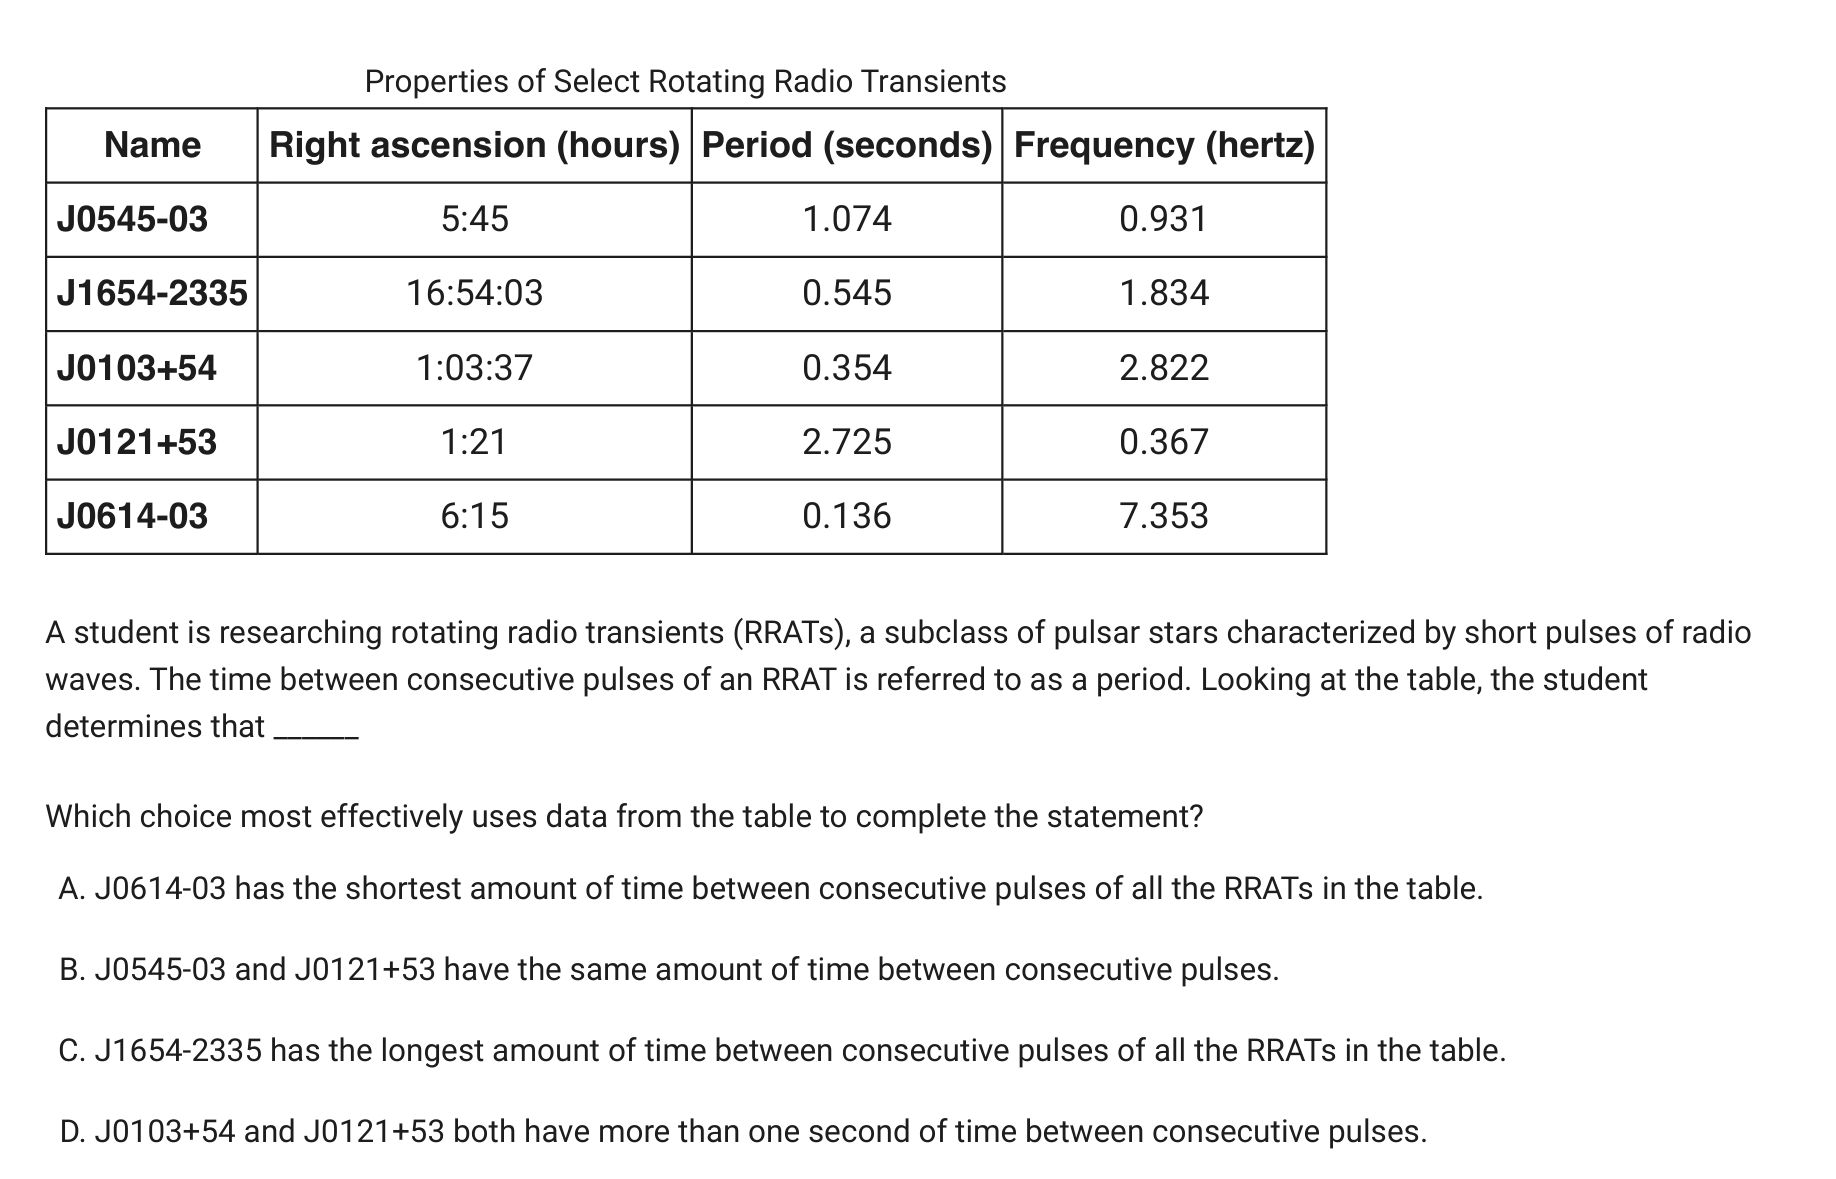 Properties of Select Rotating Radio Transients
Name Right ascension (hours) Period (seconds) Frequency (hertz)
J0545-03 5:45 1.074 0.931
J1654-2335 16:54:03 0.545 1.834
J0103+54 1:03:37 0.354 2.822
J0121+53 1:21 2.725 0.367
J0614-03 6:15 0.136 7.353
A student is researching rotating radio transients (RRATs), a subclass of pulsar stars characterized by short pulses of radio
waves. The time between consecutive pulses of an RRAT is referred to as a period. Looking at the table, the student
determines that ______
Which choice most effectively uses data from the table to complete the statement?
A. J0614-03 has the shortest amount of time between consecutive pulses of all the RRATs in the table.
B. J0545-03 and J0121+53 have the same amount of time between consecutive pulses.
C. J1654-2335 has the longest amount of time between consecutive pulses of all the RRATs in the table.
D. J0103+54 and J0121+53 both have more than one second of time between consecutive pulses.